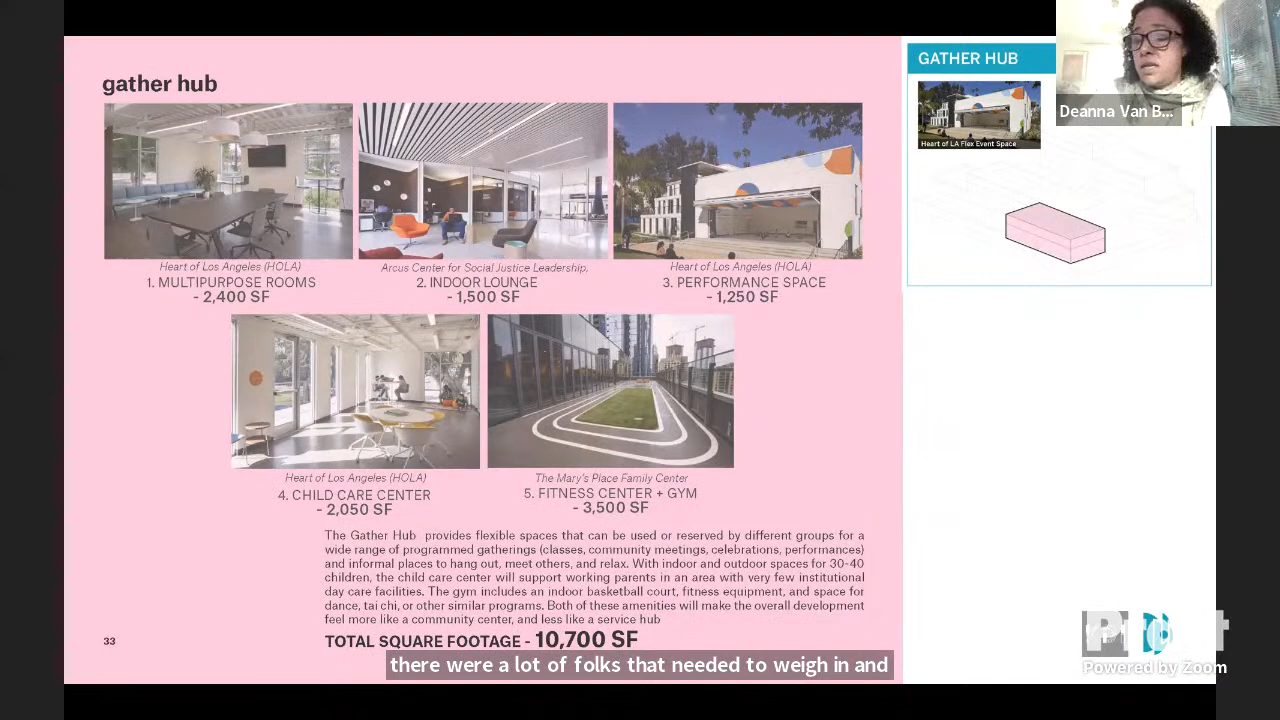 gather hub
Heart of Los Angeles (HOLA)
1. MULTIPURPOSE ROOMS
- 2,400 SF
Arcus Center for Social Justice Leadership,
2. INDOOR LOUNGE
- 1,500 SF
Heart of Los Angeles (HOLA)
3. PERFORMANCE SPACE
- 1,250 SF
Heart of Los Angeles (HOLA)
4. CHILD CARE CENTER
- 2,050 SF
The Mary's Place Family Center
5. FITNESS CENTER + GYM
- 3,500 SF
The Gather Hub provides flexible spaces that can be used or reserved by different groups for a
wide range of programmed gatherings (classes, community meetings, celebrations, performances)
and informal places to hang out, meet others, and relax. With indoor and outdoor spaces for 30-40
children, the child care center will support working parents in an area with very few institutional
day care facilities. The gym includes an indoor basketball court, fitness equipment, and space for
dance, tai chi, or other similar programs. Both of these amenities will make the overall development
feel more like a community center, and less like a service hub
TOTAL SQUARE FOOTAGE - 10,700 SF
33
there were a lot of folks that needed to weigh in and
GATHER HUB
Heart of LA Flex Event Space
Deanna Van B...
Powered by Zoom